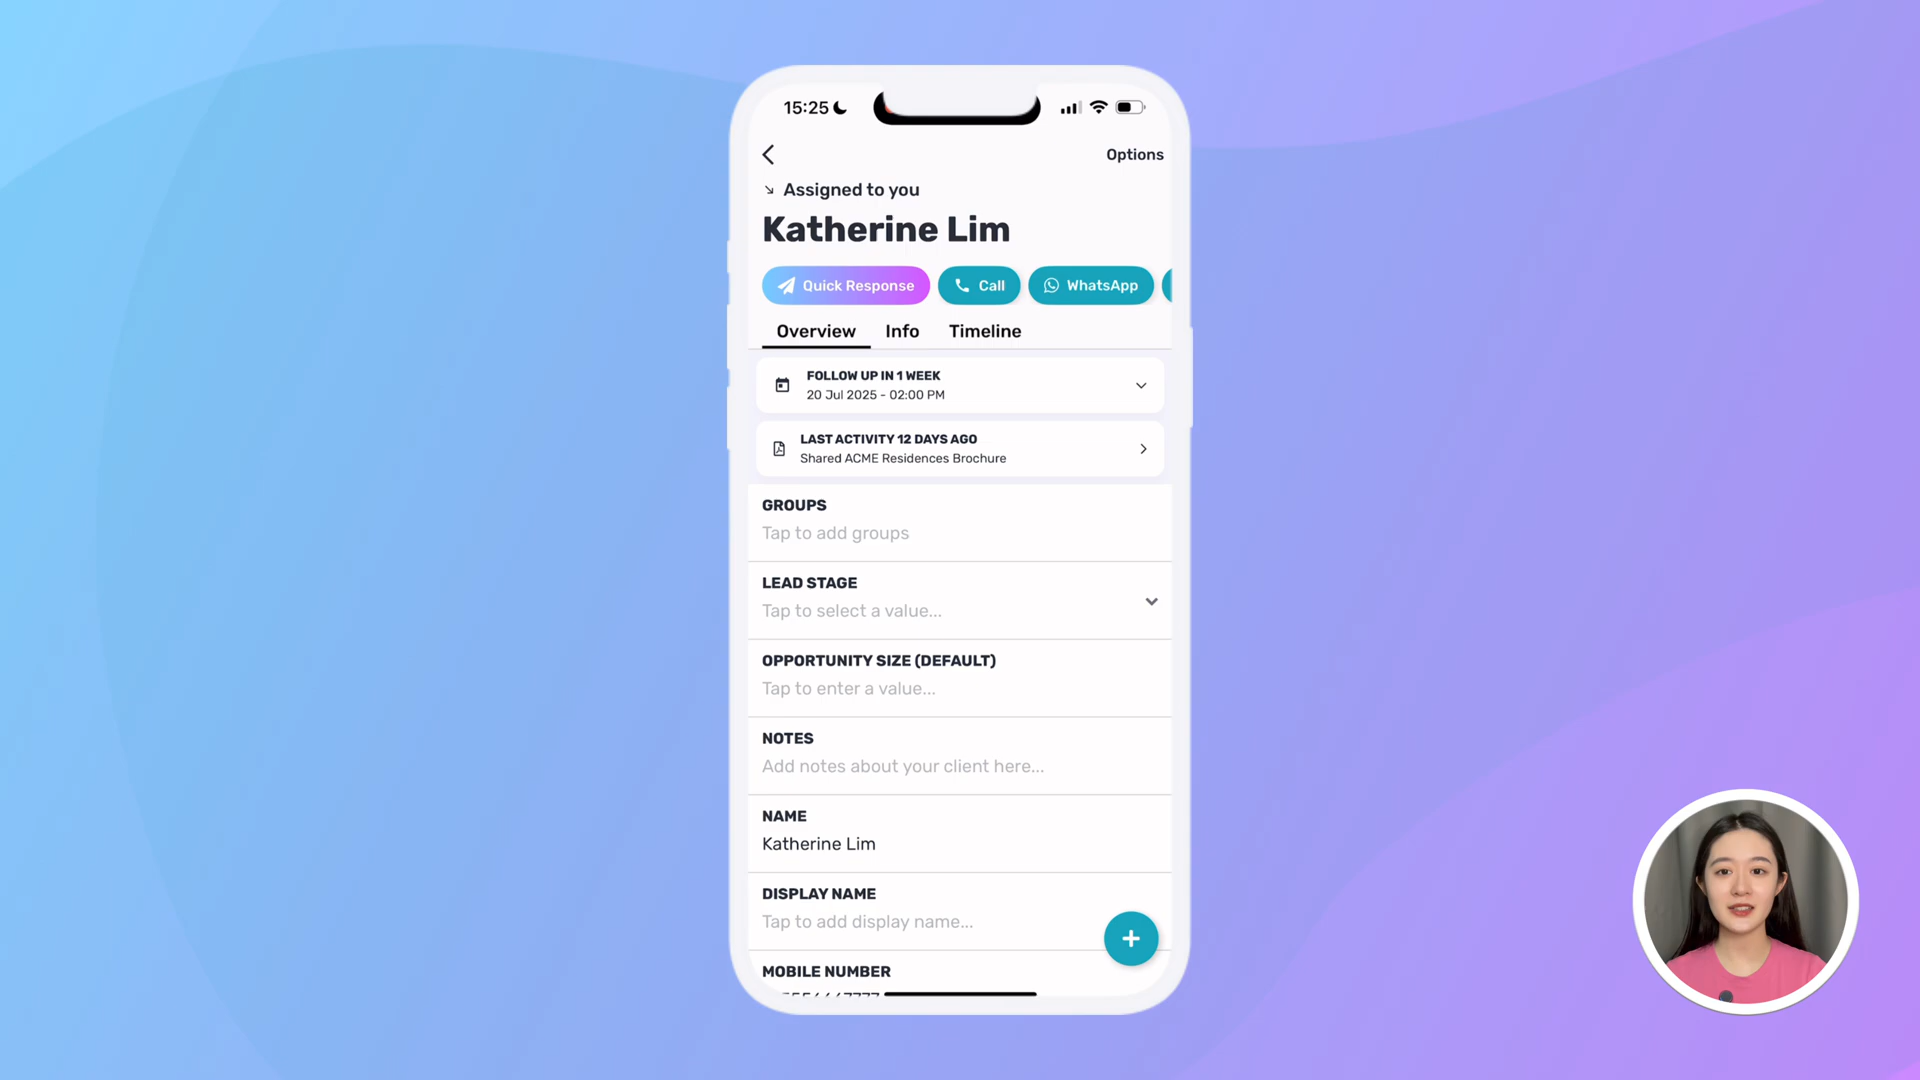 15:25
Options
Assigned to you
Katherine Lim
Quick Response
Call
WhatsApp
Overview
Info
Timeline
FOLLOW UP IN 1 WEEK
20 Jul 2025 - 02:00 PM
LAST ACTIVITY 12 DAYS AGO
Shared ACME Residences Brochure
GROUPS
Tap to add groups
LEAD STAGE
Tap to select a value...
OPPORTUNITY SIZE (DEFAULT)
Tap to enter a value...
NOTES
Add notes about your client here...
NAME
Katherine Lim
DISPLAY NAME
Tap to add display name...
MOBILE NUMBER